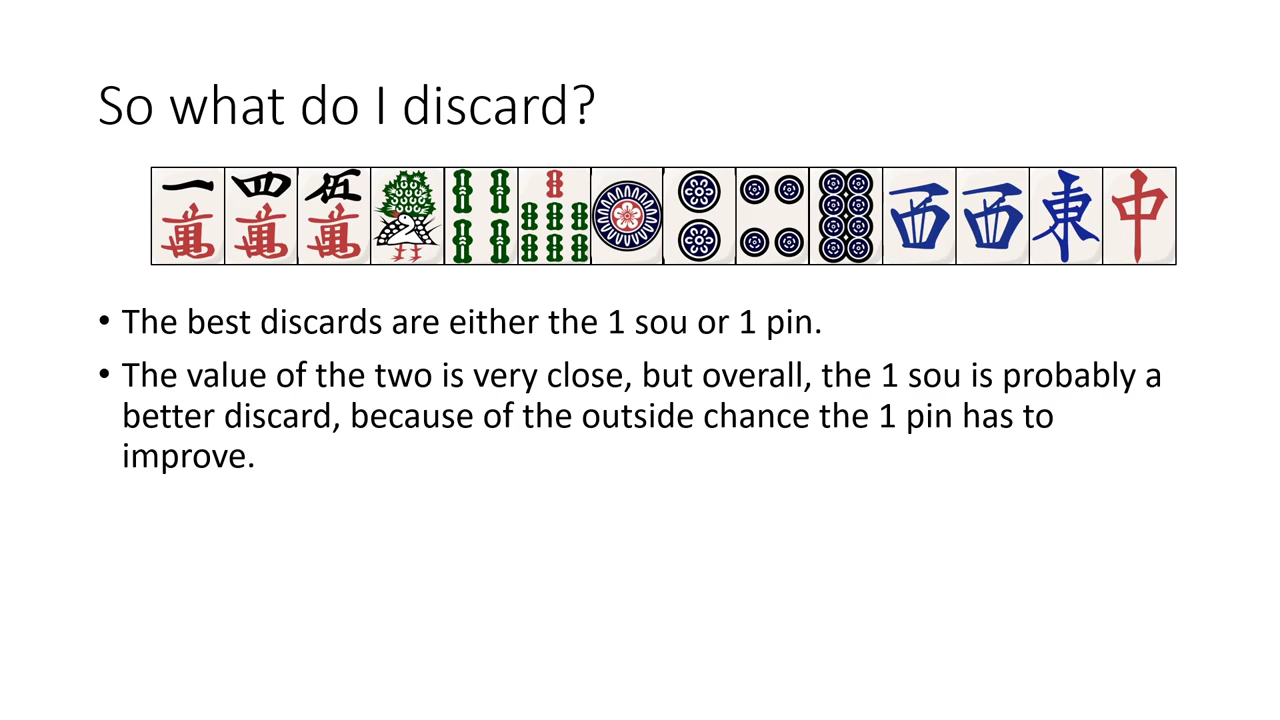 So what do I discard?
一 四 伍 西 西 東 中
萬 萬 萬
• The best discards are either the 1 sou or 1 pin.
• The value of the two is very close, but overall, the 1 sou is probably a
better discard, because of the outside chance the 1 pin has to
improve.